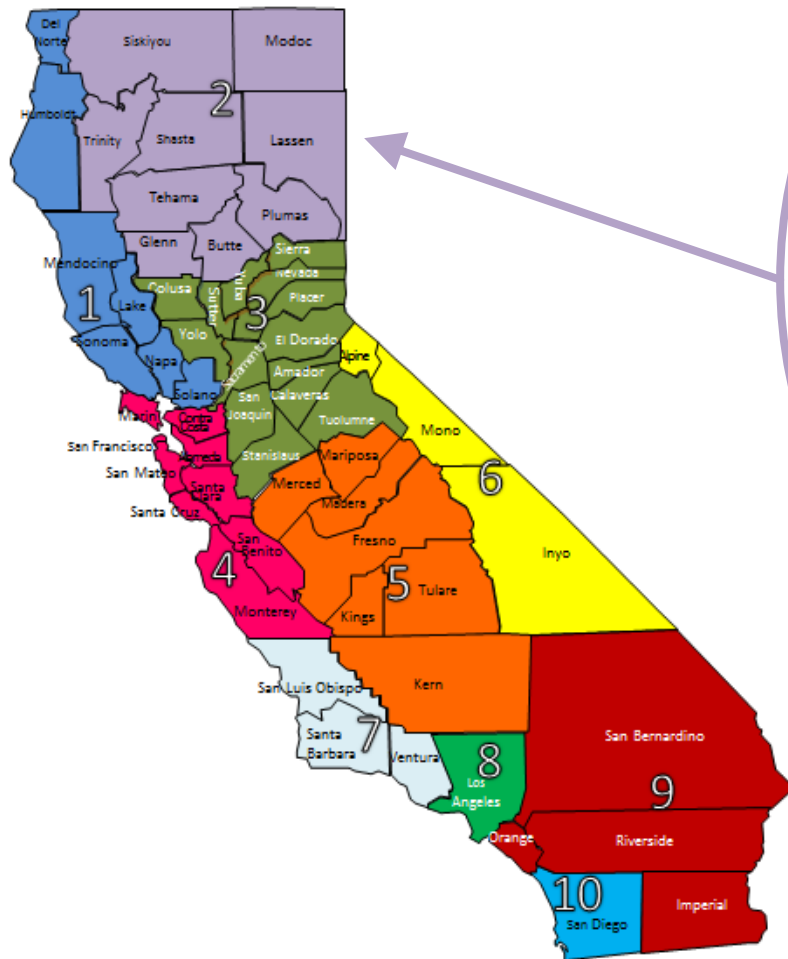 Del
Norte
Siskiyou
Modoc
2
Humboldt
Trinity
Shasta
Lassen
Tehama
Plumas
Glenn
Butte
Mendocino
Sierra
Nevada
Colusa
Sutter
Yuba
Placer
1
Lake
3
Yolo
El Dorado
Sonoma
Napa
Sacramento
Alpine
Amador
Solano
San
Joaquin
Calaveras
Marin
Contra
Costa
Tuolumne
Mono
San Francisco
Alameda
Stanislaus
Mariposa
San Mateo
Santa
Clara
Merced
6
Santa Cruz
Madera
San
Benito
Fresno
Inyo
4
5
Tulare
Monterey
Kings
San Luis Obispo
Kern
Santa
Barbara
7
Ventura
8
San Bernardino
Los
Angeles
9
Orange
Riverside
10
San Diego
Imperial